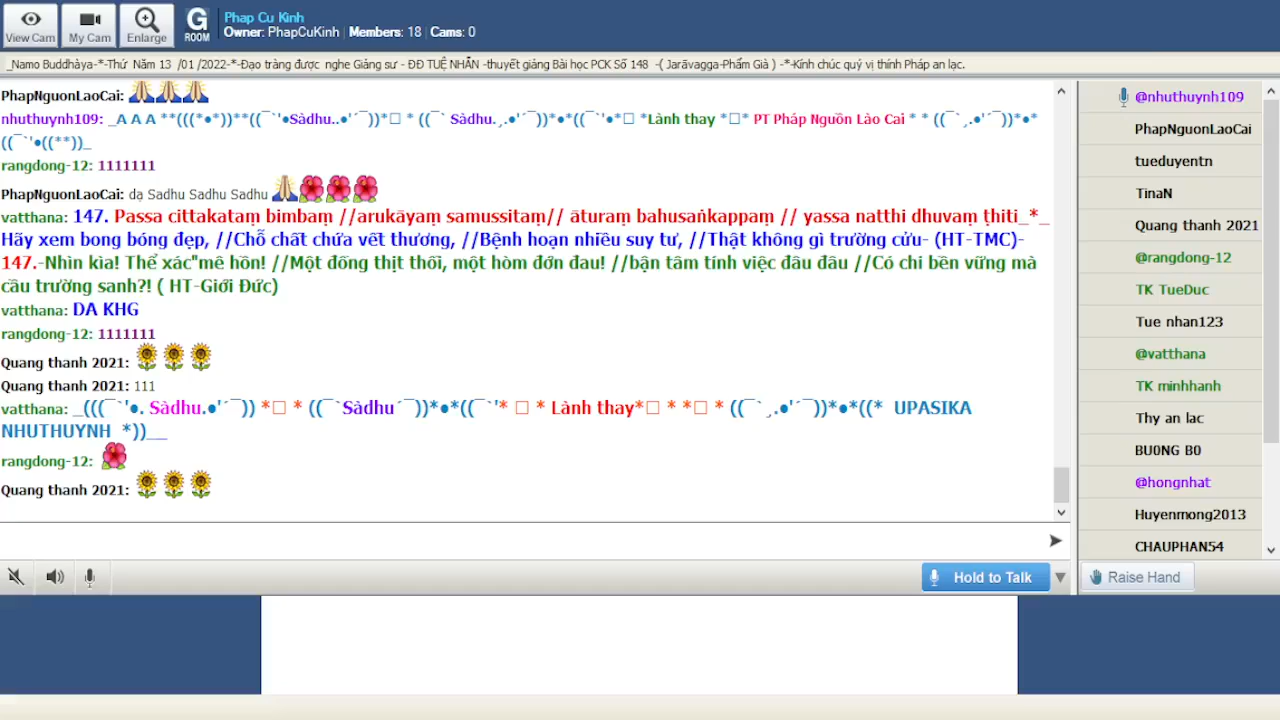 View Cam
My Cam
Enlarge
G
ROOM
Phap Cu Kinh
Owner: PhapCuKinh | Members: 18 | Cams: 0
_Namo Buddhàya-*-Thứ Năm 13 /01 /2022-*-Đạo tràng được nghe Giảng sư - ĐĐ TUỆ NHẪN -thuyết giảng Bài học PCK Số 148 -( Jarāvagga-Phẩm Già ) -*-Kính chúc quý vị thính Pháp an lạc.
PhapNguonLaoCai:
nhuthuynh109: _A A A **(((*●*))**((¯`'●Sàdhu..●'´¯))*□ * ((¯` Sàdhu.¸.●'´¯))*●*((¯`'●*□ *Lành thay *□* PT Pháp Nguồn Lào Cai * * ((¯`¸.●'´¯))*●*
((¯`'●((**))_
rangdong-12: 1111111
PhapNguonLaoCai: dạ Sadhu Sadhu Sadhu
vatthana: 147. Passa cittakataṃ bimbaṃ //arukāyaṃ samussitaṃ// āturaṃ bahusaṅkappaṃ // yassa natthi dhuvaṃ ṭhiti_*_
Hãy xem bong bóng đẹp, //Chỗ chất chứa vết thương, //Bệnh hoạn nhiều suy tư, //Thật không gì trường cửu- (HT-TMC)-
147.-Nhìn kìa! Thể xác"mê hồn! //Một đống thịt thối, một hòm đớn đau! //bận tâm tính việc đâu đâu //Có chi bền vững mà
cầu trường sanh?! ( HT-Giới Đức)
vatthana: DA KHG
rangdong-12: 1111111
Quang thanh 2021:
Quang thanh 2021: 111
vatthana: _(((¯`'●. Sàdhu.●'´¯)) *□ * ((¯`Sàdhu´¯))*●*((¯`'* □ * Lành thay*□ * *□ * ((¯`¸.●'´¯))*●*((* UPASIKA
NHUTHUYNH *))__
rangdong-12:
Quang thanh 2021:
@nhuthuynh109
PhapNguonLaoCai
tueduyentn
TinaN
Quang thanh 2021
@rangdong-12
TK TueDuc
Tue nhan123
@vatthana
TK minhhanh
Thy an lac
BU0NG B0
@hongnhat
Huyenmong2013
CHAUPHAN54
Hold to Talk
Raise Hand